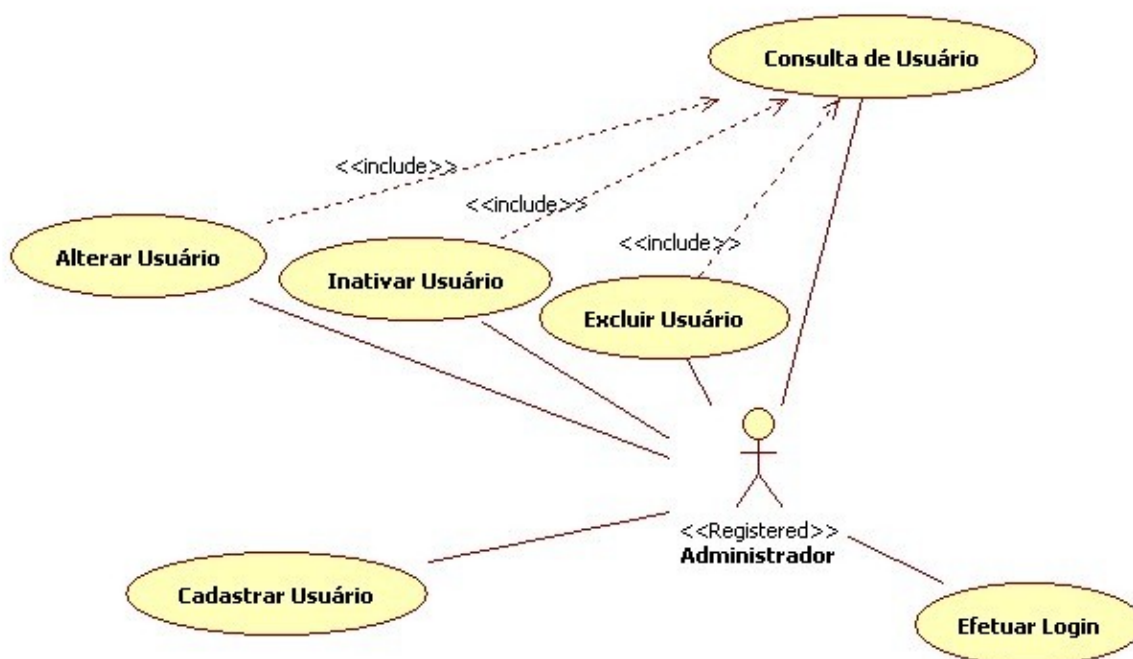 Consulta de Usuário
<<include>>
<<include>>
<<include>>
Alterar Usuário
Inativar Usuário
Excluir Usuário
<<Registered>>
Administrador
Cadastrar Usuário
Efetuar Login